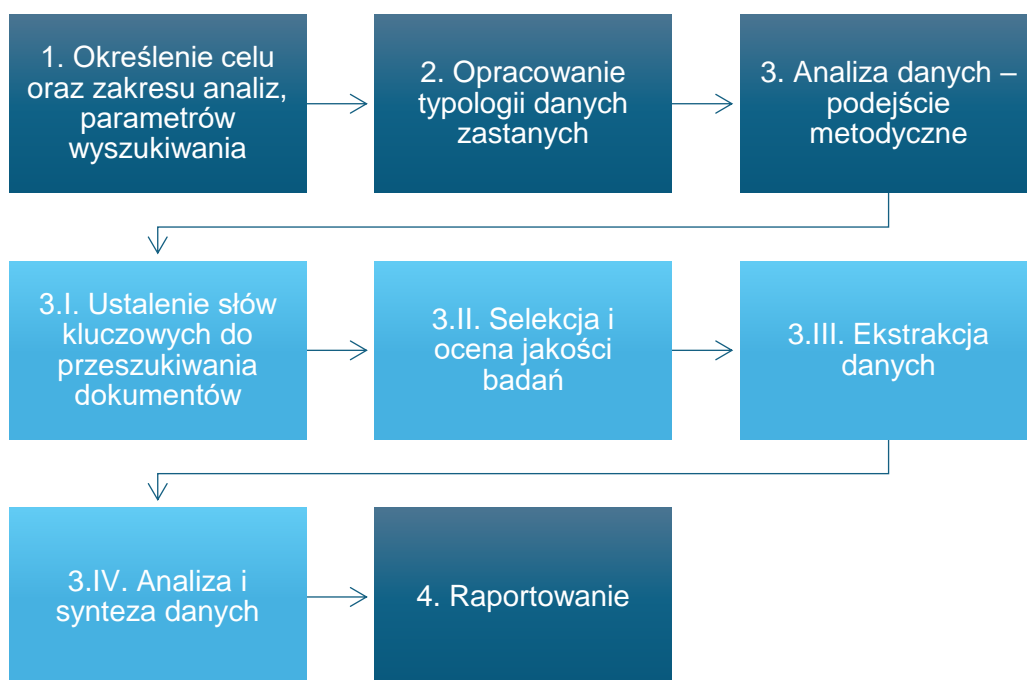 1. Określenie celu
oraz zakresu analiz,
parametrów
wyszukiwania
2. Opracowanie
typologii danych
zastanych
3. Analiza danych –
podejście
metodyczne
3.I. Ustalenie słów
kluczowych do
przeszukiwania
dokumentów
3.II. Selekcja i
ocena jakości
badań
3.III. Ekstrakcja
danych
3.IV. Analiza i
synteza danych
4. Raportowanie